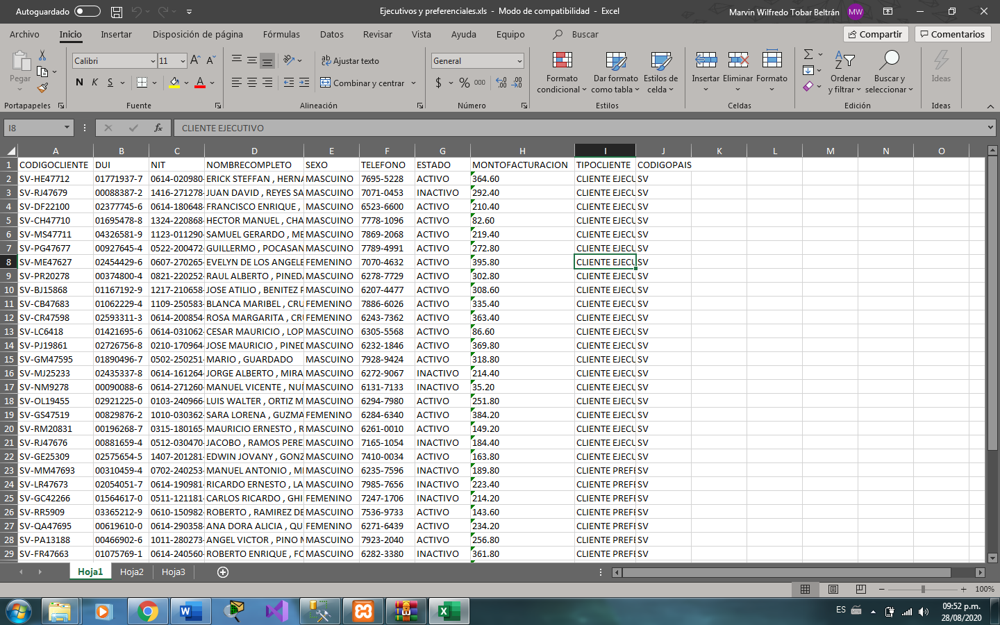 Autoguardado
Ejecutivos y preferenciales.xls - Modo de compatibilidad - Excel
Marvin Wilfredo Tobar Beltrán MW
Archivo Inicio Insertar Disposición de página Fórmulas Datos Revisar Vista Ayuda Equipo Buscar Compartir Comentarios
Pegar
Calibri 11
N K S
Ajustar texto
Combinar y centrar
General
$ % 000
Formato condicional
Dar formato como tabla
Estilos de celda
Insertar Eliminar Formato
Ordenar y filtrar
Buscar y seleccionar
Ideas
Portapapeles Fuente Alineación Número Estilos Celdas Edición Ideas
I8 fx CLIENTE EJECUTIVO
A B C D E F G H I J K L M N O
1 CODIGOCLIENTE DUI NIT NOMBRECOMPLETO SEXO TELEFONO ESTADO MONTOFACTURACION TIPOCLIENTE CODIGOPAIS
2 SV-HE47712 01771937-7 0614-020980- ERICK STEFFAN , HERNA MASCUINO 7695-5228 ACTIVO 364.60 CLIENTE EJECU SV
3 SV-RJ47679 00088387-2 1416-271278- JUAN DAVID , REYES SA MASCUINO 7071-0453 INACTIVO 292.40 CLIENTE EJECU SV
4 SV-DF22100 02377745-6 0614-180648- FRANCISCO ENRIQUE , MASCUINO 6523-6600 ACTIVO 210.40 CLIENTE EJECU SV
5 SV-CH47710 01695478-8 1324-220868- HECTOR MANUEL , CHA MASCUINO 7778-1096 ACTIVO 82.60 CLIENTE EJECU SV
6 SV-MS47711 04326581-9 1123-011290- SAMUEL GERARDO , ME MASCUINO 7869-2068 ACTIVO 219.40 CLIENTE EJECU SV
7 SV-PG47677 00927645-4 0522-200472- GUILLERMO , POCASAN MASCUINO 7789-4991 ACTIVO 272.80 CLIENTE EJECU SV
8 SV-ME47627 02454429-6 0607-270265- EVELYN DE LOS ANGELE FEMENINO 7070-4632 ACTIVO 395.80 CLIENTE EJECU SV
9 SV-PR20278 00374800-4 0821-220252- RAUL ALBERTO , PINEDA MASCUINO 6278-7729 ACTIVO 302.80 CLIENTE EJECU SV
10 SV-BJ15868 01167192-9 1217-210658- JOSE ATILIO , BENITEZ P MASCUINO 6207-4477 ACTIVO 308.60 CLIENTE EJECU SV
11 SV-CB47683 01062229-4 1109-250583- BLANCA MARIBEL , CRU FEMENINO 7886-6026 ACTIVO 335.40 CLIENTE EJECU SV
12 SV-CR47598 02593311-3 0614-200854- ROSA MARGARITA , CRU FEMENINO 6243-7362 ACTIVO 363.40 CLIENTE EJECU SV
13 SV-LC6418 01421695-6 0614-031062- CESAR MAURICIO , LOP MASCUINO 6305-5568 ACTIVO 86.60 CLIENTE EJECU SV
14 SV-PJ19861 02726756-8 0210-170964- JOSE MAURICIO , PINED MASCUINO 6232-1846 ACTIVO 369.80 CLIENTE EJECU SV
15 SV-GM47595 01890496-7 0502-250251- MARIO , GUARDADO MASCUINO 7928-9424 ACTIVO 318.80 CLIENTE EJECU SV
16 SV-MJ25233 02435337-8 0614-161264- JORGE ALBERTO , MIRA MASCUINO 6272-9067 INACTIVO 214.40 CLIENTE EJECU SV
17 SV-NM9278 00090088-6 0614-271260- MANUEL VICENTE , NUÑ MASCUINO 6131-7133 INACTIVO 35.20 CLIENTE EJECU SV
18 SV-OL19455 02921225-0 0103-240966- LUIS WALTER , ORTIZ M MASCUINO 6294-7980 ACTIVO 251.80 CLIENTE EJECU SV
19 SV-GS47519 00829876-2 1010-030362- SARA LORENA , GUZMA FEMENINO 6284-6340 ACTIVO 384.20 CLIENTE EJECU SV
20 SV-RM20831 00196268-7 0315-180165- MAURICIO ERNESTO , R MASCUINO 6261-0010 ACTIVO 149.20 CLIENTE EJECU SV
21 SV-RJ47676 00881659-4 0512-030470- JACOBO , RAMOS PERE MASCUINO 7165-1054 INACTIVO 184.40 CLIENTE EJECU SV
22 SV-GE25309 02575654-5 1407-201281- EDWIN JOVANY , GONZ MASCUINO 7410-0034 ACTIVO 163.80 CLIENTE EJECU SV
23 SV-MM47693 00310459-4 0702-240253- MANUEL ANTONIO , MI MASCUINO 6235-7596 INACTIVO 189.80 CLIENTE PREFE SV
24 SV-LR47673 02054051-7 0614-190981- RICARDO ERNESTO , LA MASCUINO 7985-7656 INACTIVO 223.40 CLIENTE PREFE SV
25 SV-GC42266 01564617-0 0511-121181- CARLOS RICARDO , GHI FEMENINO 7247-1706 INACTIVO 214.20 CLIENTE PREFE SV
26 SV-RR5909 03365212-9 0610-150982- ROBERTO , RAMIREZ DE MASCUINO 7536-9733 ACTIVO 143.60 CLIENTE PREFE SV
27 SV-QA47695 00619610-0 0614-290358- ANA DORA ALICIA , QU FEMENINO 6271-6439 ACTIVO 234.20 CLIENTE PREFE SV
28 SV-PA13188 00466902-6 1011-280273- ANGEL VICTOR , PINO M MASCUINO 7923-2040 ACTIVO 256.80 CLIENTE PREFE SV
29 SV-FR47663 01075769-1 0614-240560- ROBERTO ENRIQUE , FO MASCUINO 6282-3380 INACTIVO 361.80 CLIENTE PREFE SV
Hoja1 Hoja2 Hoja3
100%
ES 09:52 p.m.
28/08/2020